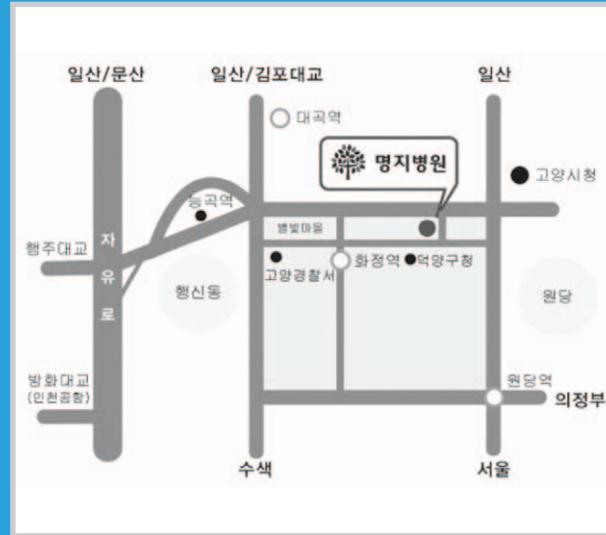 일산/문산
일산/김포대교
일산
대곡역
명지병원
고양시청
능곡역
별빛마을
행주대교
자유로
고양경찰서
화정역
덕양구청
행신동
원당
방화대교
(인천공항)
원당역
의정부
수색
서울